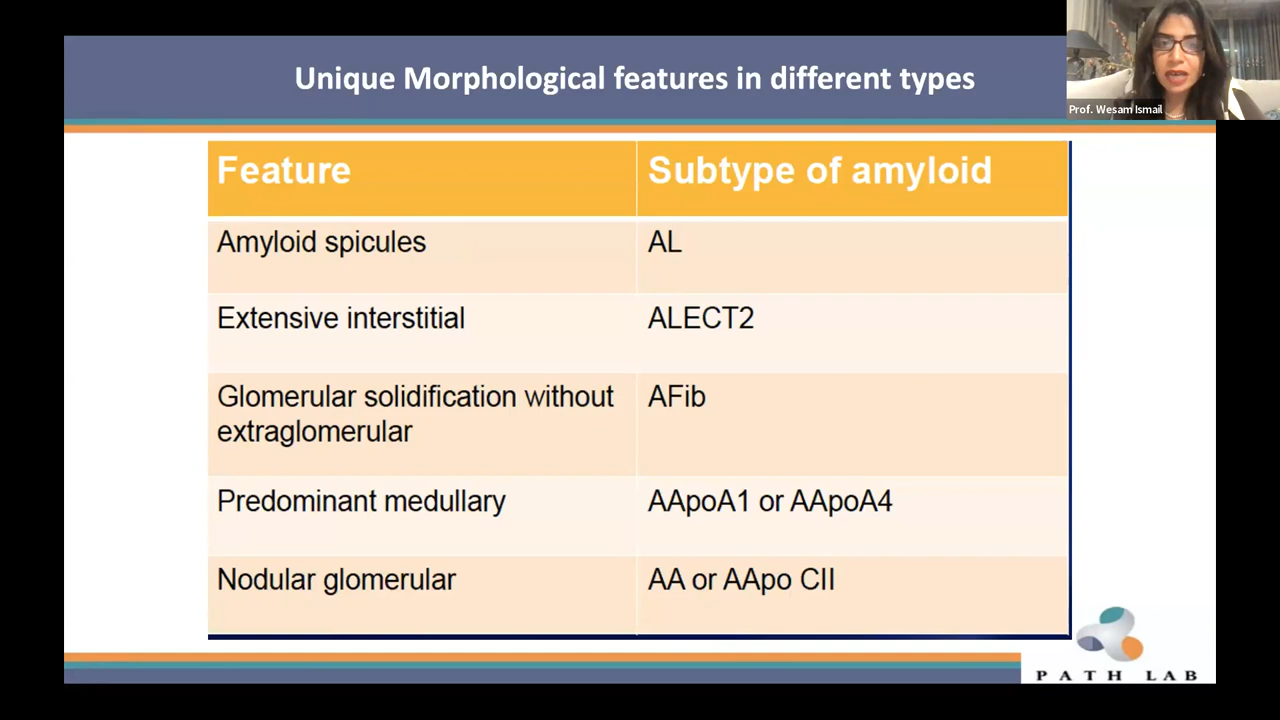 Unique Morphological features in different types
Prof. Wesam Ismail
Feature
Subtype of amyloid
Amyloid spicules
AL
Extensive interstitial
ALECT2
Glomerular solidification without
extraglomerular
AFib
Predominant medullary
AApoA1 or AApoA4
Nodular glomerular
AA or AApo CII
PATH LAB